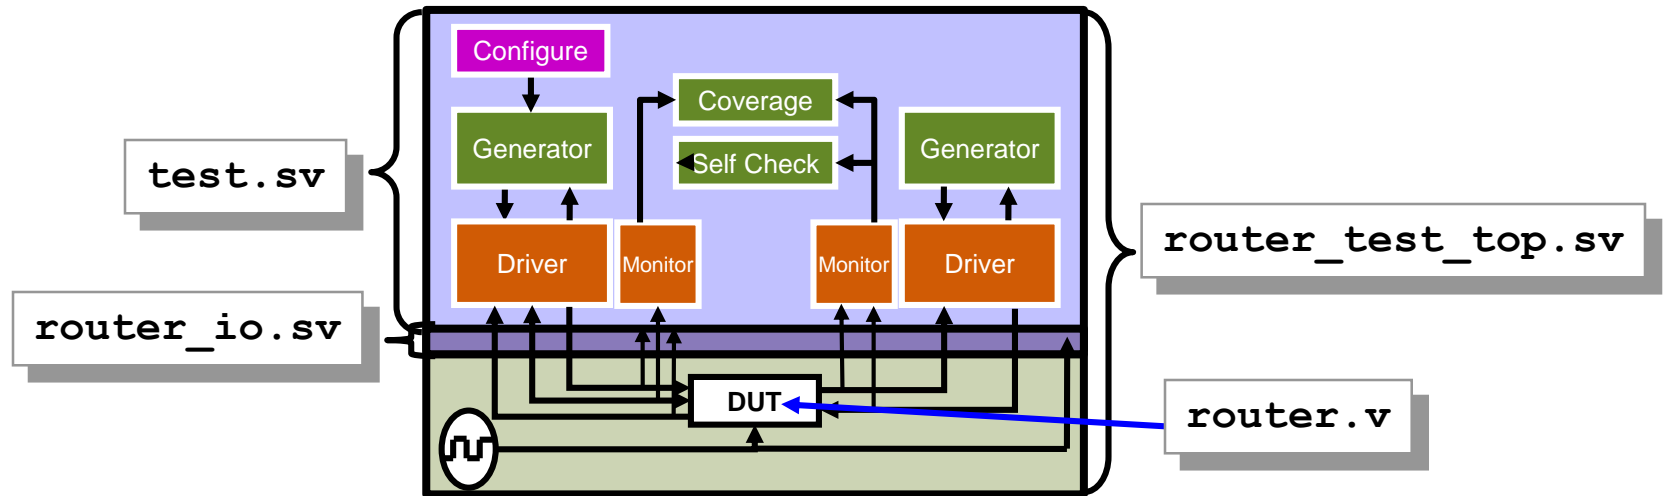 Configure
Coverage
Generator
Self Check
Generator
test.sv
Driver
Monitor
Monitor
Driver
router_test_top.sv
router_io.sv
DUT
router.v